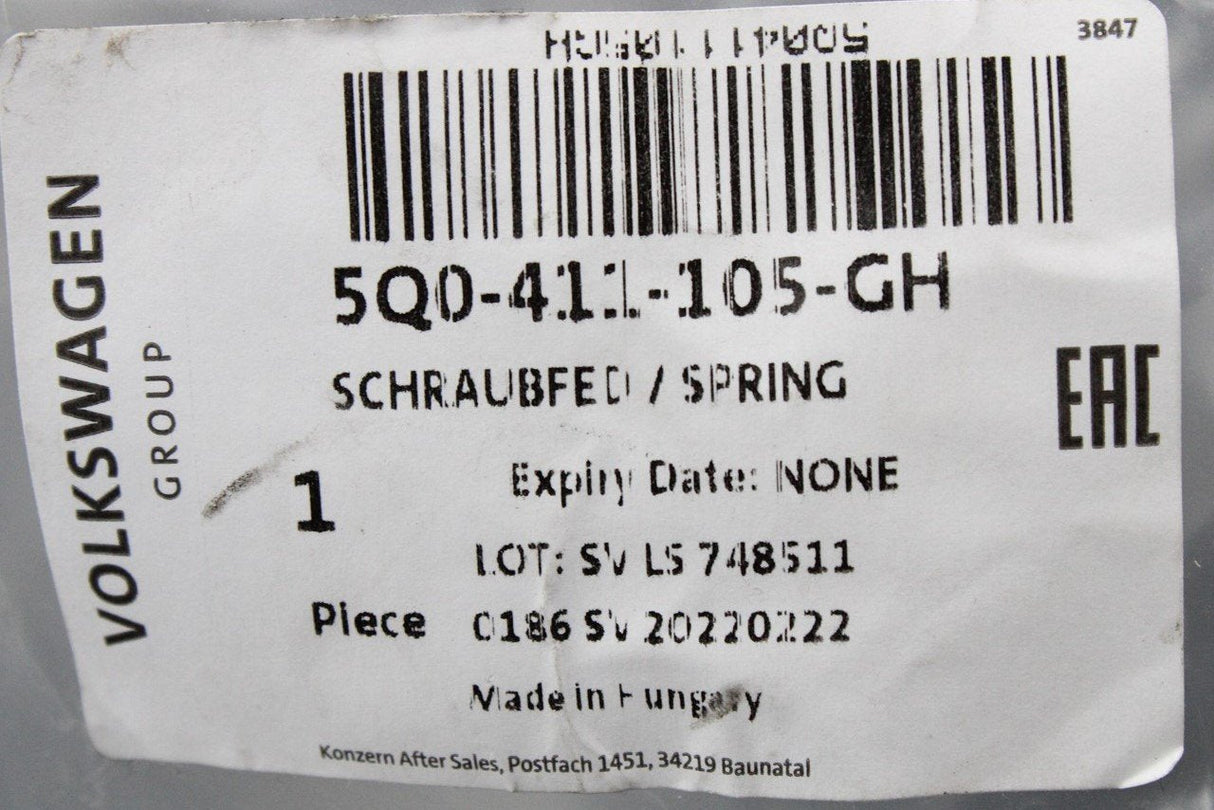 3847
VOLKSWAGEN
GROUP
5Q0-411-105-GH
SCHRAUBFED / SPRING
EAC
1
Expiry Date: NONE
LOT: SV LS 748511
Piece
0186 SV 20220222
Made in Hungary
Konzern After Sales, Postfach 1451, 34219 Baunatal